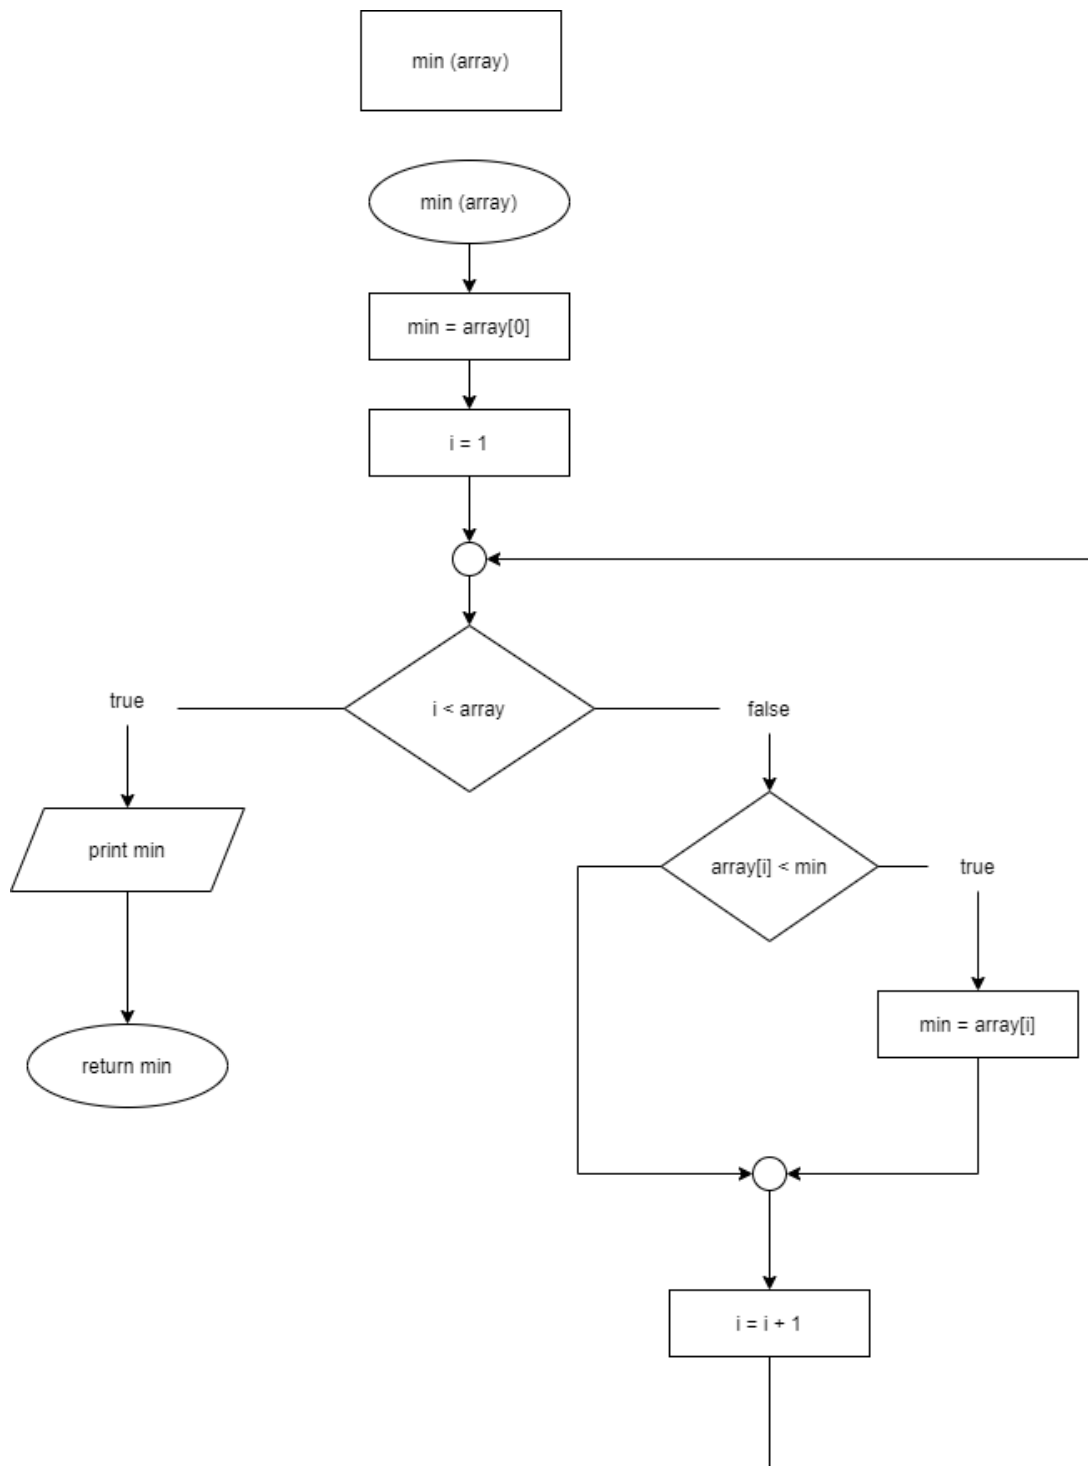 min (array)
min (array)
min = array[0]
i = 1
i < array
true
false
print min
array[i] < min
true
min = array[i]
return min
i = i + 1